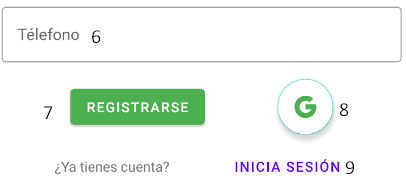 Télefono 6
7 REGISTRARSE G 8
¿Ya tienes cuenta? INICIA SESIÓN 9